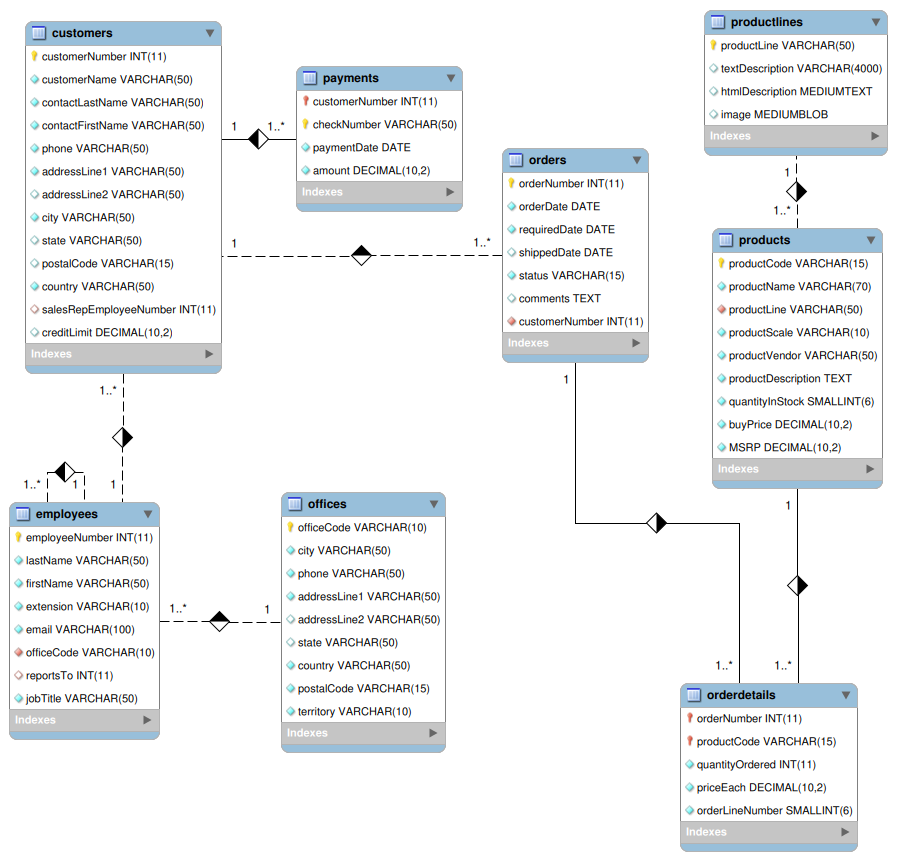 customers
customerNumber INT(11)
customerName VARCHAR(50)
contactLastName VARCHAR(50)
contactFirstName VARCHAR(50)
phone VARCHAR(50)
addressLine1 VARCHAR(50)
addressLine2 VARCHAR(50)
city VARCHAR(50)
state VARCHAR(50)
postalCode VARCHAR(15)
country VARCHAR(50)
salesRepEmployeeNumber INT(11)
creditLimit DECIMAL(10,2)
Indexes
1
1..*
payments
customerNumber INT(11)
checkNumber VARCHAR(50)
paymentDate DATE
amount DECIMAL(10,2)
Indexes
1
1..*
orders
orderNumber INT(11)
orderDate DATE
requiredDate DATE
shippedDate DATE
status VARCHAR(15)
comments TEXT
customerNumber INT(11)
Indexes
productlines
productLine VARCHAR(50)
textDescription VARCHAR(4000)
htmlDescription MEDIUMTEXT
image MEDIUMBLOB
Indexes
1
1..*
products
productCode VARCHAR(15)
productName VARCHAR(70)
productLine VARCHAR(50)
productScale VARCHAR(10)
productVendor VARCHAR(50)
productDescription TEXT
quantityInStock SMALLINT(6)
buyPrice DECIMAL(10,2)
MSRP DECIMAL(10,2)
Indexes
1..*
1
1..*
1
employees
employeeNumber INT(11)
lastName VARCHAR(50)
firstName VARCHAR(50)
extension VARCHAR(10)
email VARCHAR(100)
officeCode VARCHAR(10)
reportsTo INT(11)
jobTitle VARCHAR(50)
Indexes
1..*
1
offices
officeCode VARCHAR(10)
city VARCHAR(50)
phone VARCHAR(50)
addressLine1 VARCHAR(50)
addressLine2 VARCHAR(50)
state VARCHAR(50)
country VARCHAR(50)
postalCode VARCHAR(15)
territory VARCHAR(10)
Indexes
1
1
1..*
1..*
orderdetails
orderNumber INT(11)
productCode VARCHAR(15)
quantityOrdered INT(11)
priceEach DECIMAL(10,2)
orderLineNumber SMALLINT(6)
Indexes